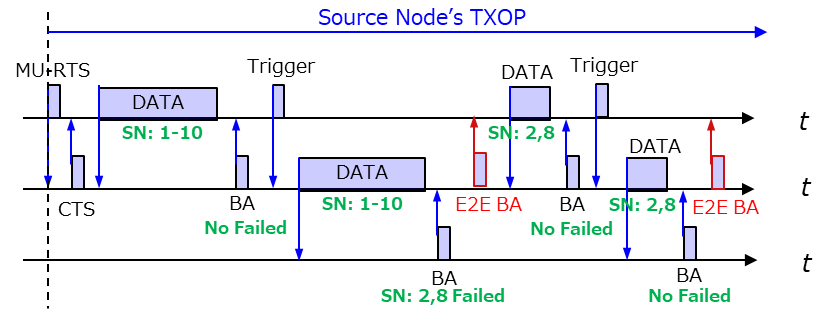 Source Node's TXOP
MU-RTS
Trigger
DATA
Trigger
DATA
SN: 1-10
SN: 2,8
t
DATA
DATA
CTS
BA
SN: 1-10
E2E BA
BA
SN: 2,8
E2E BA
t
No Failed
No Failed
t
BA
BA
SN: 2,8 Failed
No Failed